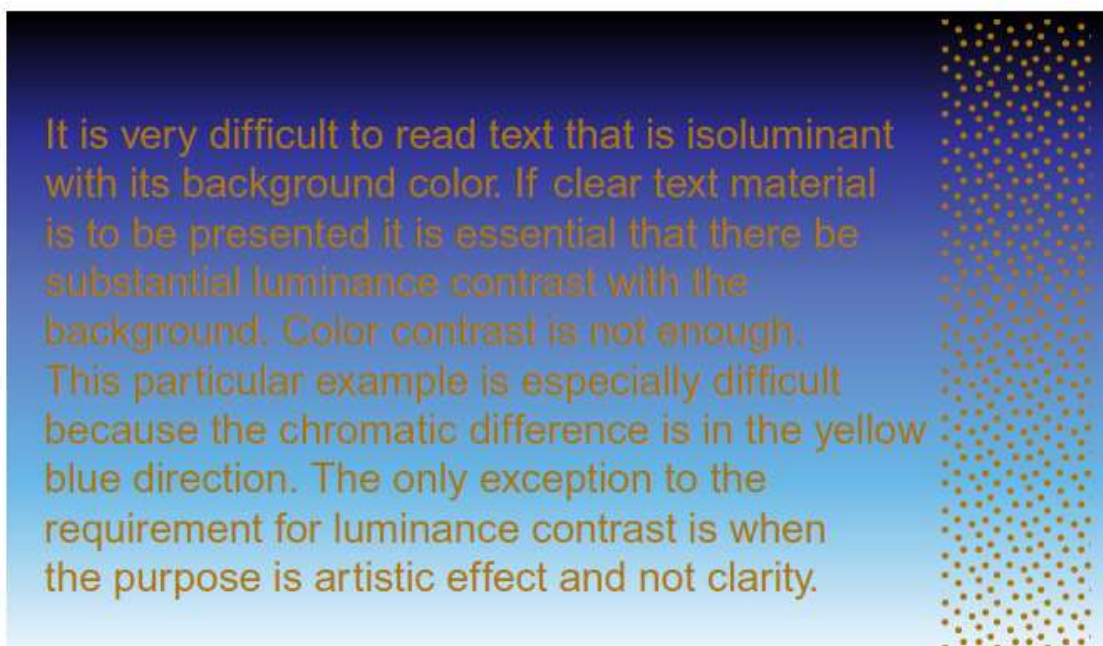 It is very difficult to read text that is isoluminant
with its background color. If clear text material
is to be presented it is essential that there be
substantial luminance contrast with the
background. Color contrast is not enough.
This particular example is especially difficult
because the chromatic difference is in the yellow
blue direction. The only exception to the
requirement for luminance contrast is when
the purpose is artistic effect and not clarity.